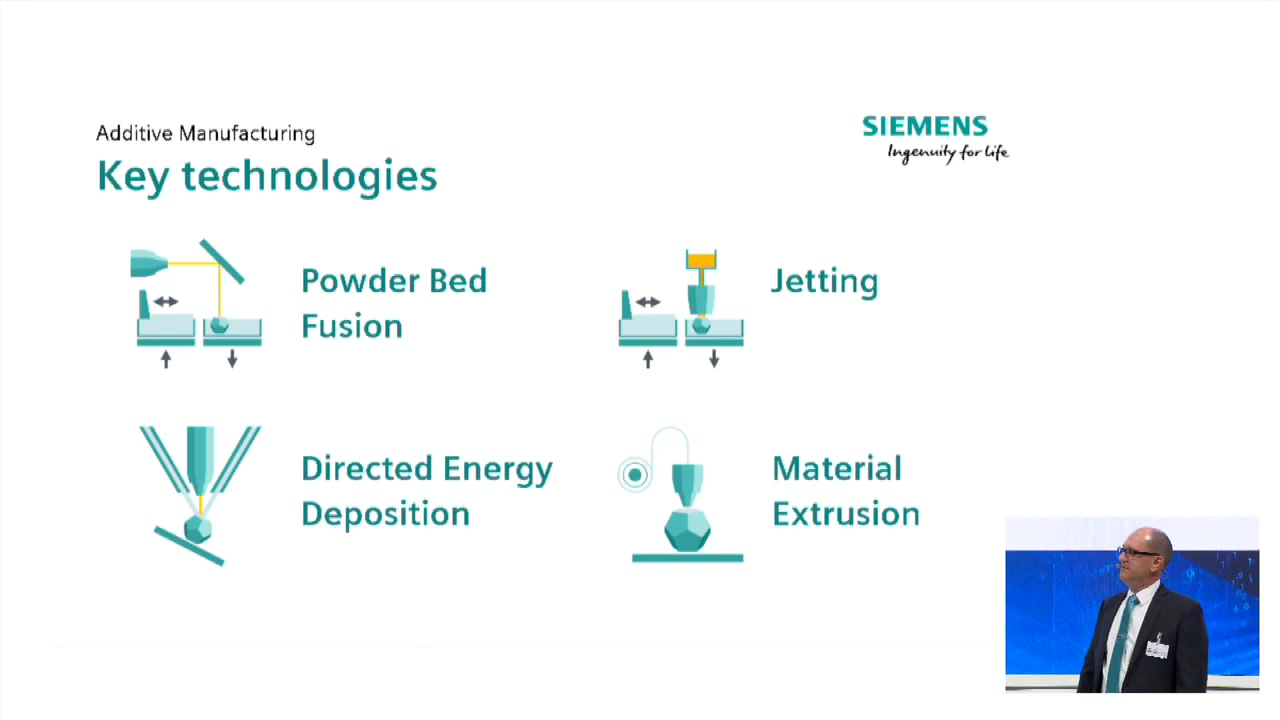 Additive Manufacturing
Key technologies
SIEMENS
Ingenuity for life
Powder Bed
Fusion
Jetting
Directed Energy
Deposition
Material
Extrusion